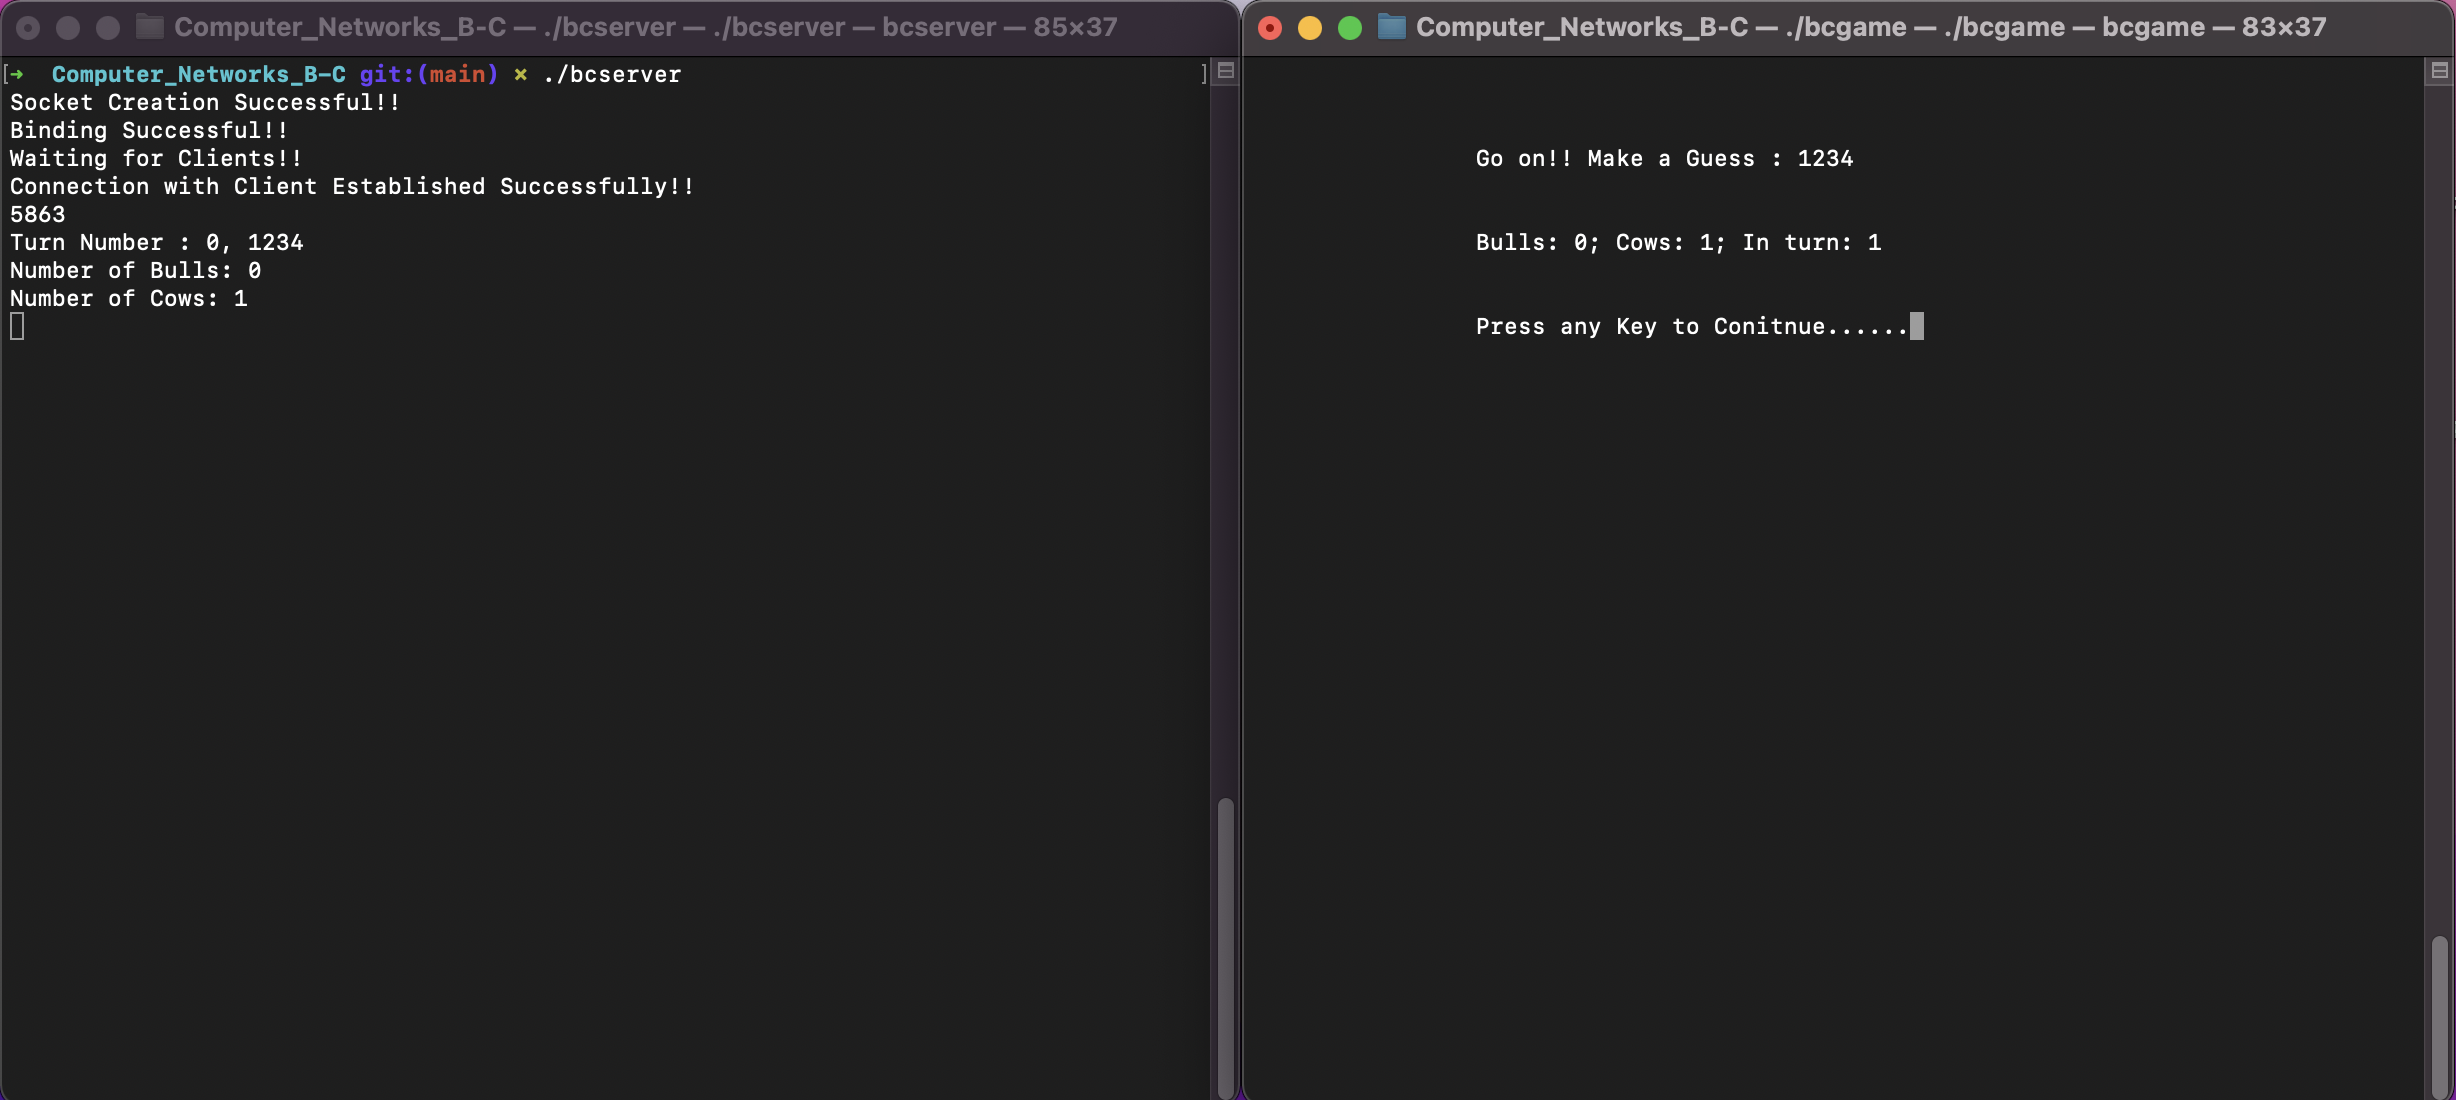 Computer_Networks_B-C — ./bcserver — ./bcserver — bcserver — 85×37
[➜  Computer_Networks_B-C git:(main) ✗ ./bcserver ]
Socket Creation Successful!!
Binding Successful!!
Waiting for Clients!!
Connection with Client Established Successfully!!
5863
Turn Number : 0, 1234
Number of Bulls: 0
Number of Cows: 1
Computer_Networks_B-C — ./bcgame — ./bcgame — bcgame — 83×37
Go on!! Make a Guess : 1234
Bulls: 0; Cows: 1; In turn: 1
Press any Key to Conitnue......